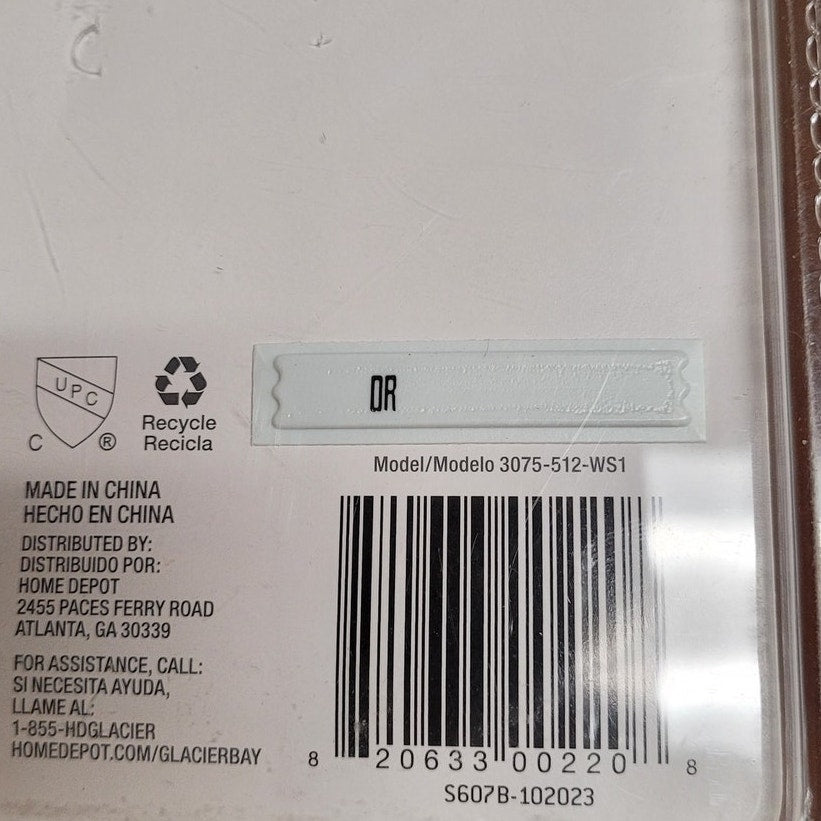 UPC
C ®
Recycle
Recicla
DR
Model/Modelo 3075-512-WS1
MADE IN CHINA
HECHO EN CHINA
DISTRIBUTED BY:
DISTRIBUIDO POR:
HOME DEPOT
2455 PACES FERRY ROAD
ATLANTA, GA 30339
FOR ASSISTANCE, CALL:
SI NECESITA AYUDA,
LLAME AL:
1-855-HDGLACIER
HOMEDEPOT.COM/GLACIERBAY
8 20633 00220 8
S607B-102023